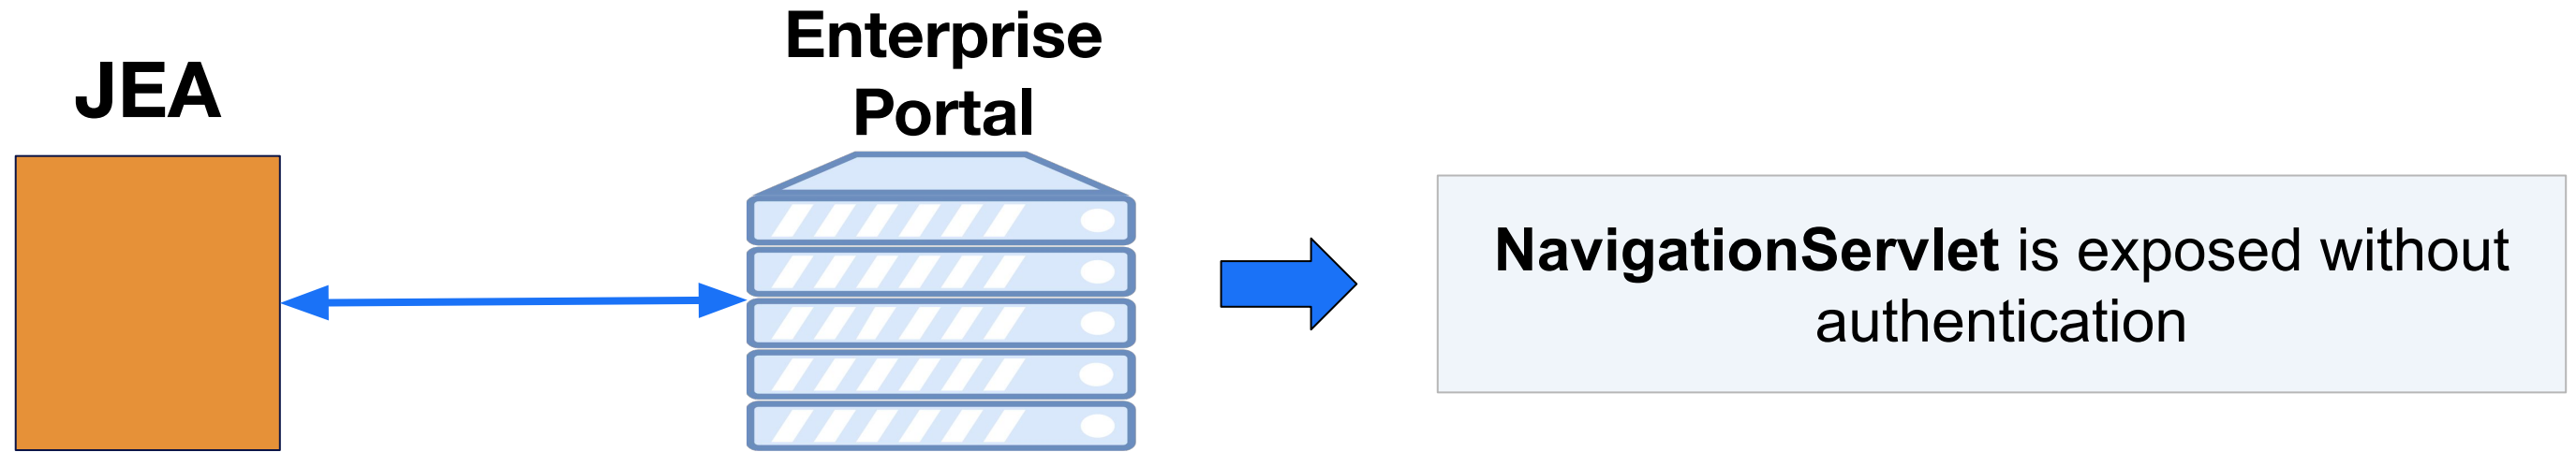 JEA
Enterprise
Portal
NavigationServlet is exposed without
authentication